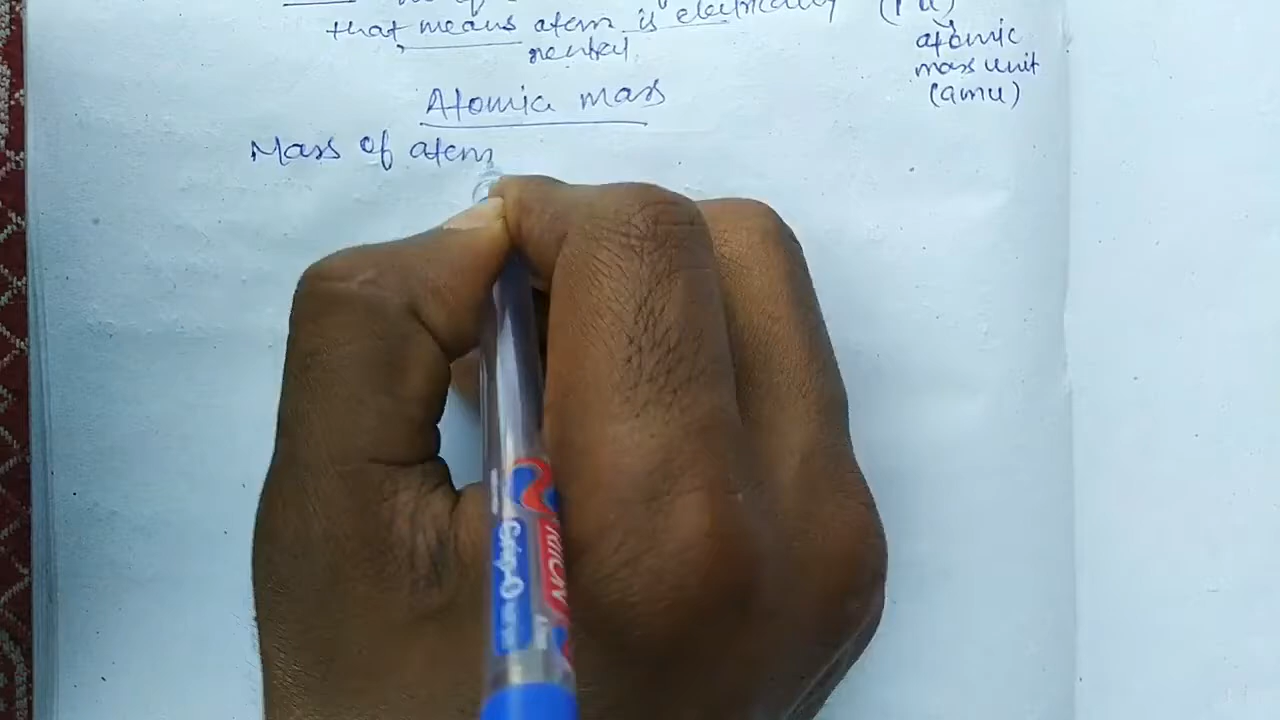 that means atom is electrically
neutral
atomic
mass unit
(amu)
Atomic mass
Mass of atom